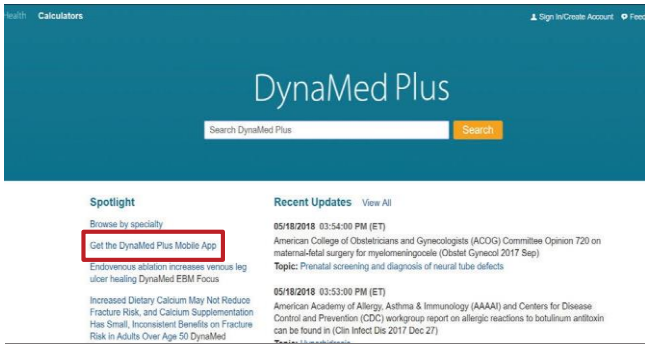 Health Calculators
Sign In/Create Account Feed
DynaMed Plus
Search DynaMed Plus Search
Spotlight
Browse by specialty
Get the DynaMed Plus Mobile App
Endovenous ablation increases venous leg
ulcer healing DynaMed EBM Focus
Increased Dietary Calcium May Not Reduce
Fracture Risk, and Calcium Supplementation
Has Small, Inconsistent Benefits on Fracture
Risk in Adults Over Age 50 DynaMed
Recent Updates View All
05/18/2018 03:54:00 PM (ET)
American College of Obstetricians and Gynecologists (ACOG) Committee Opinion 720 on
maternal-fetal surgery for myelomeningocele (Obstet Gynecol 2017 Sep)
Topic: Prenatal screening and diagnosis of neural tube defects
05/18/2018 03:53:00 PM (ET)
American Academy of Allergy, Asthma & Immunology (AAAAI) and Centers for Disease
Control and Prevention (CDC) workgroup report on allergic reactions to botulinum antitoxin
can be found in (Clin Infect Dis 2017 Dec 27)